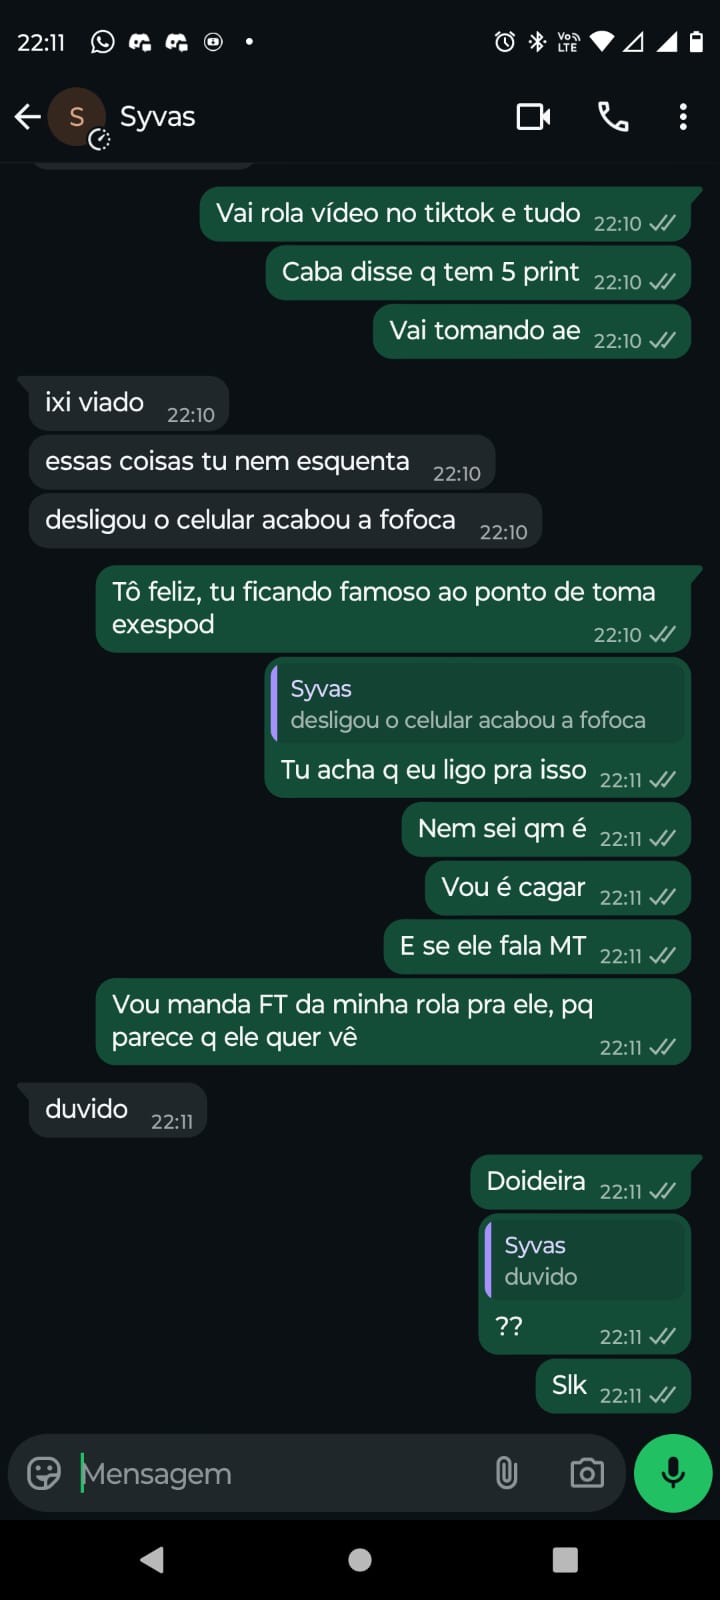 22:11
S
Syvas
Vai rola vídeo no tiktok e tudo 22:10
Caba disse q tem 5 print 22:10
Vai tomando ae 22:10
ixi viado 22:10
essas coisas tu nem esquenta 22:10
desligou o celular acabou a fofoca 22:10
Tô feliz, tu ficando famoso ao ponto de toma
exespod 22:10
Syvas
desligou o celular acabou a fofoca
Tu acha q eu ligo pra isso 22:11
Nem sei qm é 22:11
Vou é cagar 22:11
E se ele fala MT 22:11
Vou manda FT da minha rola pra ele, pq
parece q ele quer vê 22:11
duvido 22:11
Doideira 22:11
Syvas
duvido
?? 22:11
Slk 22:11
Mensagem